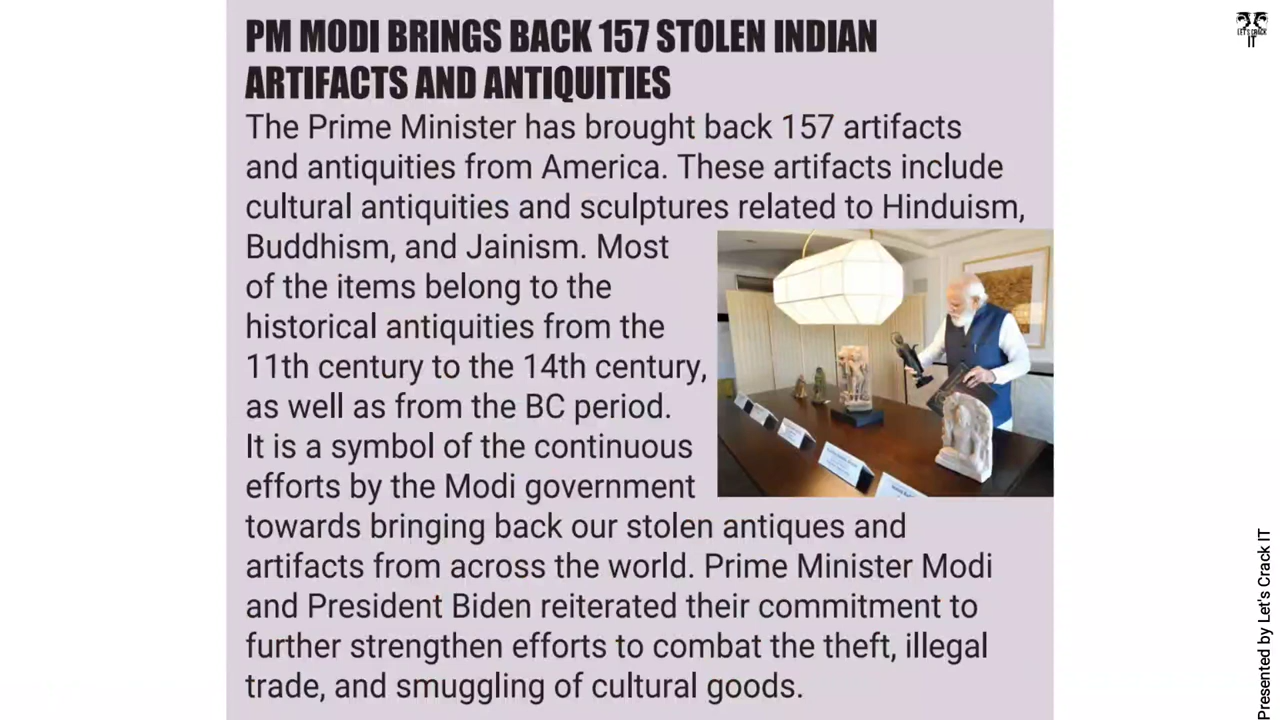 PM MODI BRINGS BACK 157 STOLEN INDIAN
ARTIFACTS AND ANTIQUITIES
The Prime Minister has brought back 157 artifacts
and antiquities from America. These artifacts include
cultural antiquities and sculptures related to Hinduism,
Buddhism, and Jainism. Most
of the items belong to the
historical antiquities from the
11th century to the 14th century,
as well as from the BC period.
It is a symbol of the continuous
efforts by the Modi government
towards bringing back our stolen antiques and
artifacts from across the world. Prime Minister Modi
and President Biden reiterated their commitment to
further strengthen efforts to combat the theft, illegal
trade, and smuggling of cultural goods.
LET'S CRACK
IT
Presented by Let's Crack IT